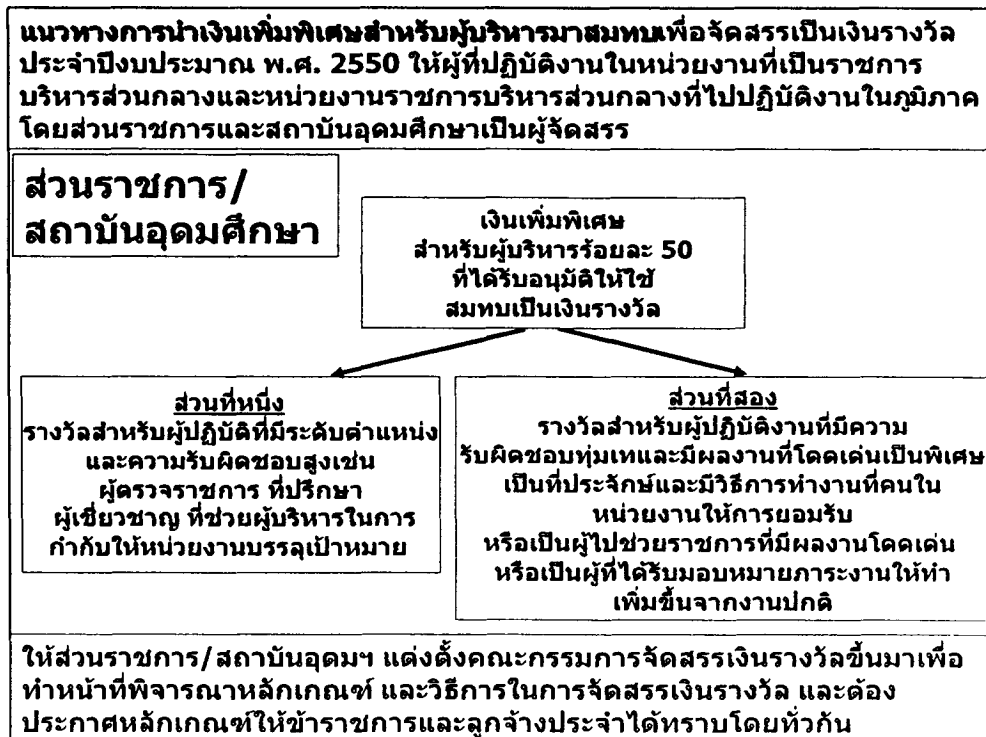 แนวทางการนำเงินเพิ่มพิเศษสำหรับผู้บริหารมาสมทบเพื่อจัดสรรเป็นเงินรางวัล
ประจำปีงบประมาณ พ.ศ. 2550 ให้ผู้ที่ปฏิบัติงานในหน่วยงานที่เป็นราชการ
บริหารส่วนกลางและหน่วยงานราชการบริหารส่วนกลางที่ไปปฏิบัติงานในภูมิภาค
โดยส่วนราชการและสถาบันอุดมศึกษาเป็นผู้จัดสรร
ส่วนราชการ/
สถาบันอุดมศึกษา
เงินเพิ่มพิเศษ
สำหรับผู้บริหารร้อยละ 50
ที่ได้รับอนุมัติให้ใช้
สมทบเป็นเงินรางวัล
ส่วนที่หนึ่ง
รางวัลสำหรับผู้ปฏิบัติที่มีระดับตำแหน่ง
และความรับผิดชอบสูงเช่น
ผู้ตรวจราชการ ที่ปรึกษา
ผู้เชี่ยวชาญ ที่ช่วยผู้บริหารในการ
กำกับให้หน่วยงานบรรลุเป้าหมาย
ส่วนที่สอง
รางวัลสำหรับผู้ปฏิบัติงานที่มีความ
รับผิดชอบทุ่มเทและมีผลงานที่โดดเด่นเป็นพิเศษ
เป็นที่ประจักษ์และมีวิธีการทำงานที่คนใน
หน่วยงานให้การยอมรับ
หรือเป็นผู้ไปช่วยราชการที่มีผลงานโดดเด่น
หรือเป็นผู้ที่ได้รับมอบหมายภาระงานให้ทำ
เพิ่มขึ้นจากงานปกติ
ให้ส่วนราชการ/สถาบันอุดมฯ แต่งตั้งคณะกรรมการจัดสรรเงินรางวัลขึ้นมาเพื่อ
ทำหน้าที่พิจารณาหลักเกณฑ์ และวิธีการในการจัดสรรเงินรางวัล และต้อง
ประกาศหลักเกณฑ์ให้ข้าราชการและลูกจ้างประจำได้ทราบโดยทั่วกัน